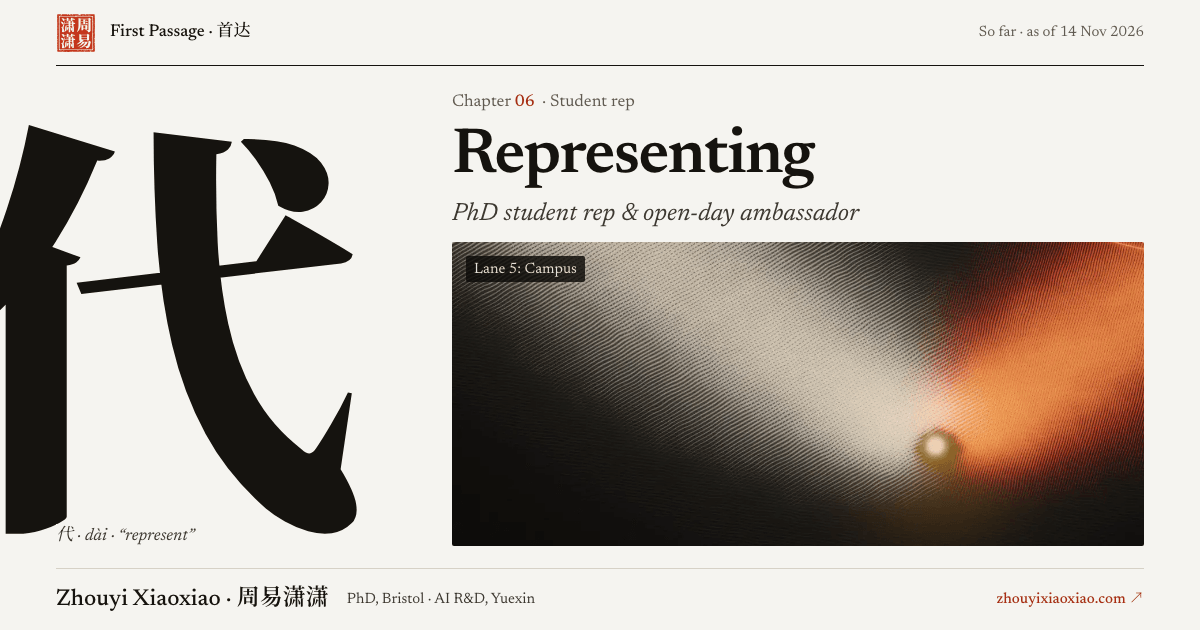 周易潇潇
First Passage · 首达
So far · as of 14 Nov 2026
Chapter 06 · Student rep
Representing
PhD student rep & open-day ambassador
Lane 5: Campus
代
代 · dài · “represent”
Zhouyi Xiaoxiao · 周易潇潇
PhD, Bristol · AI R&D, Yuexin
zhouyixiaoxiao.com ↗